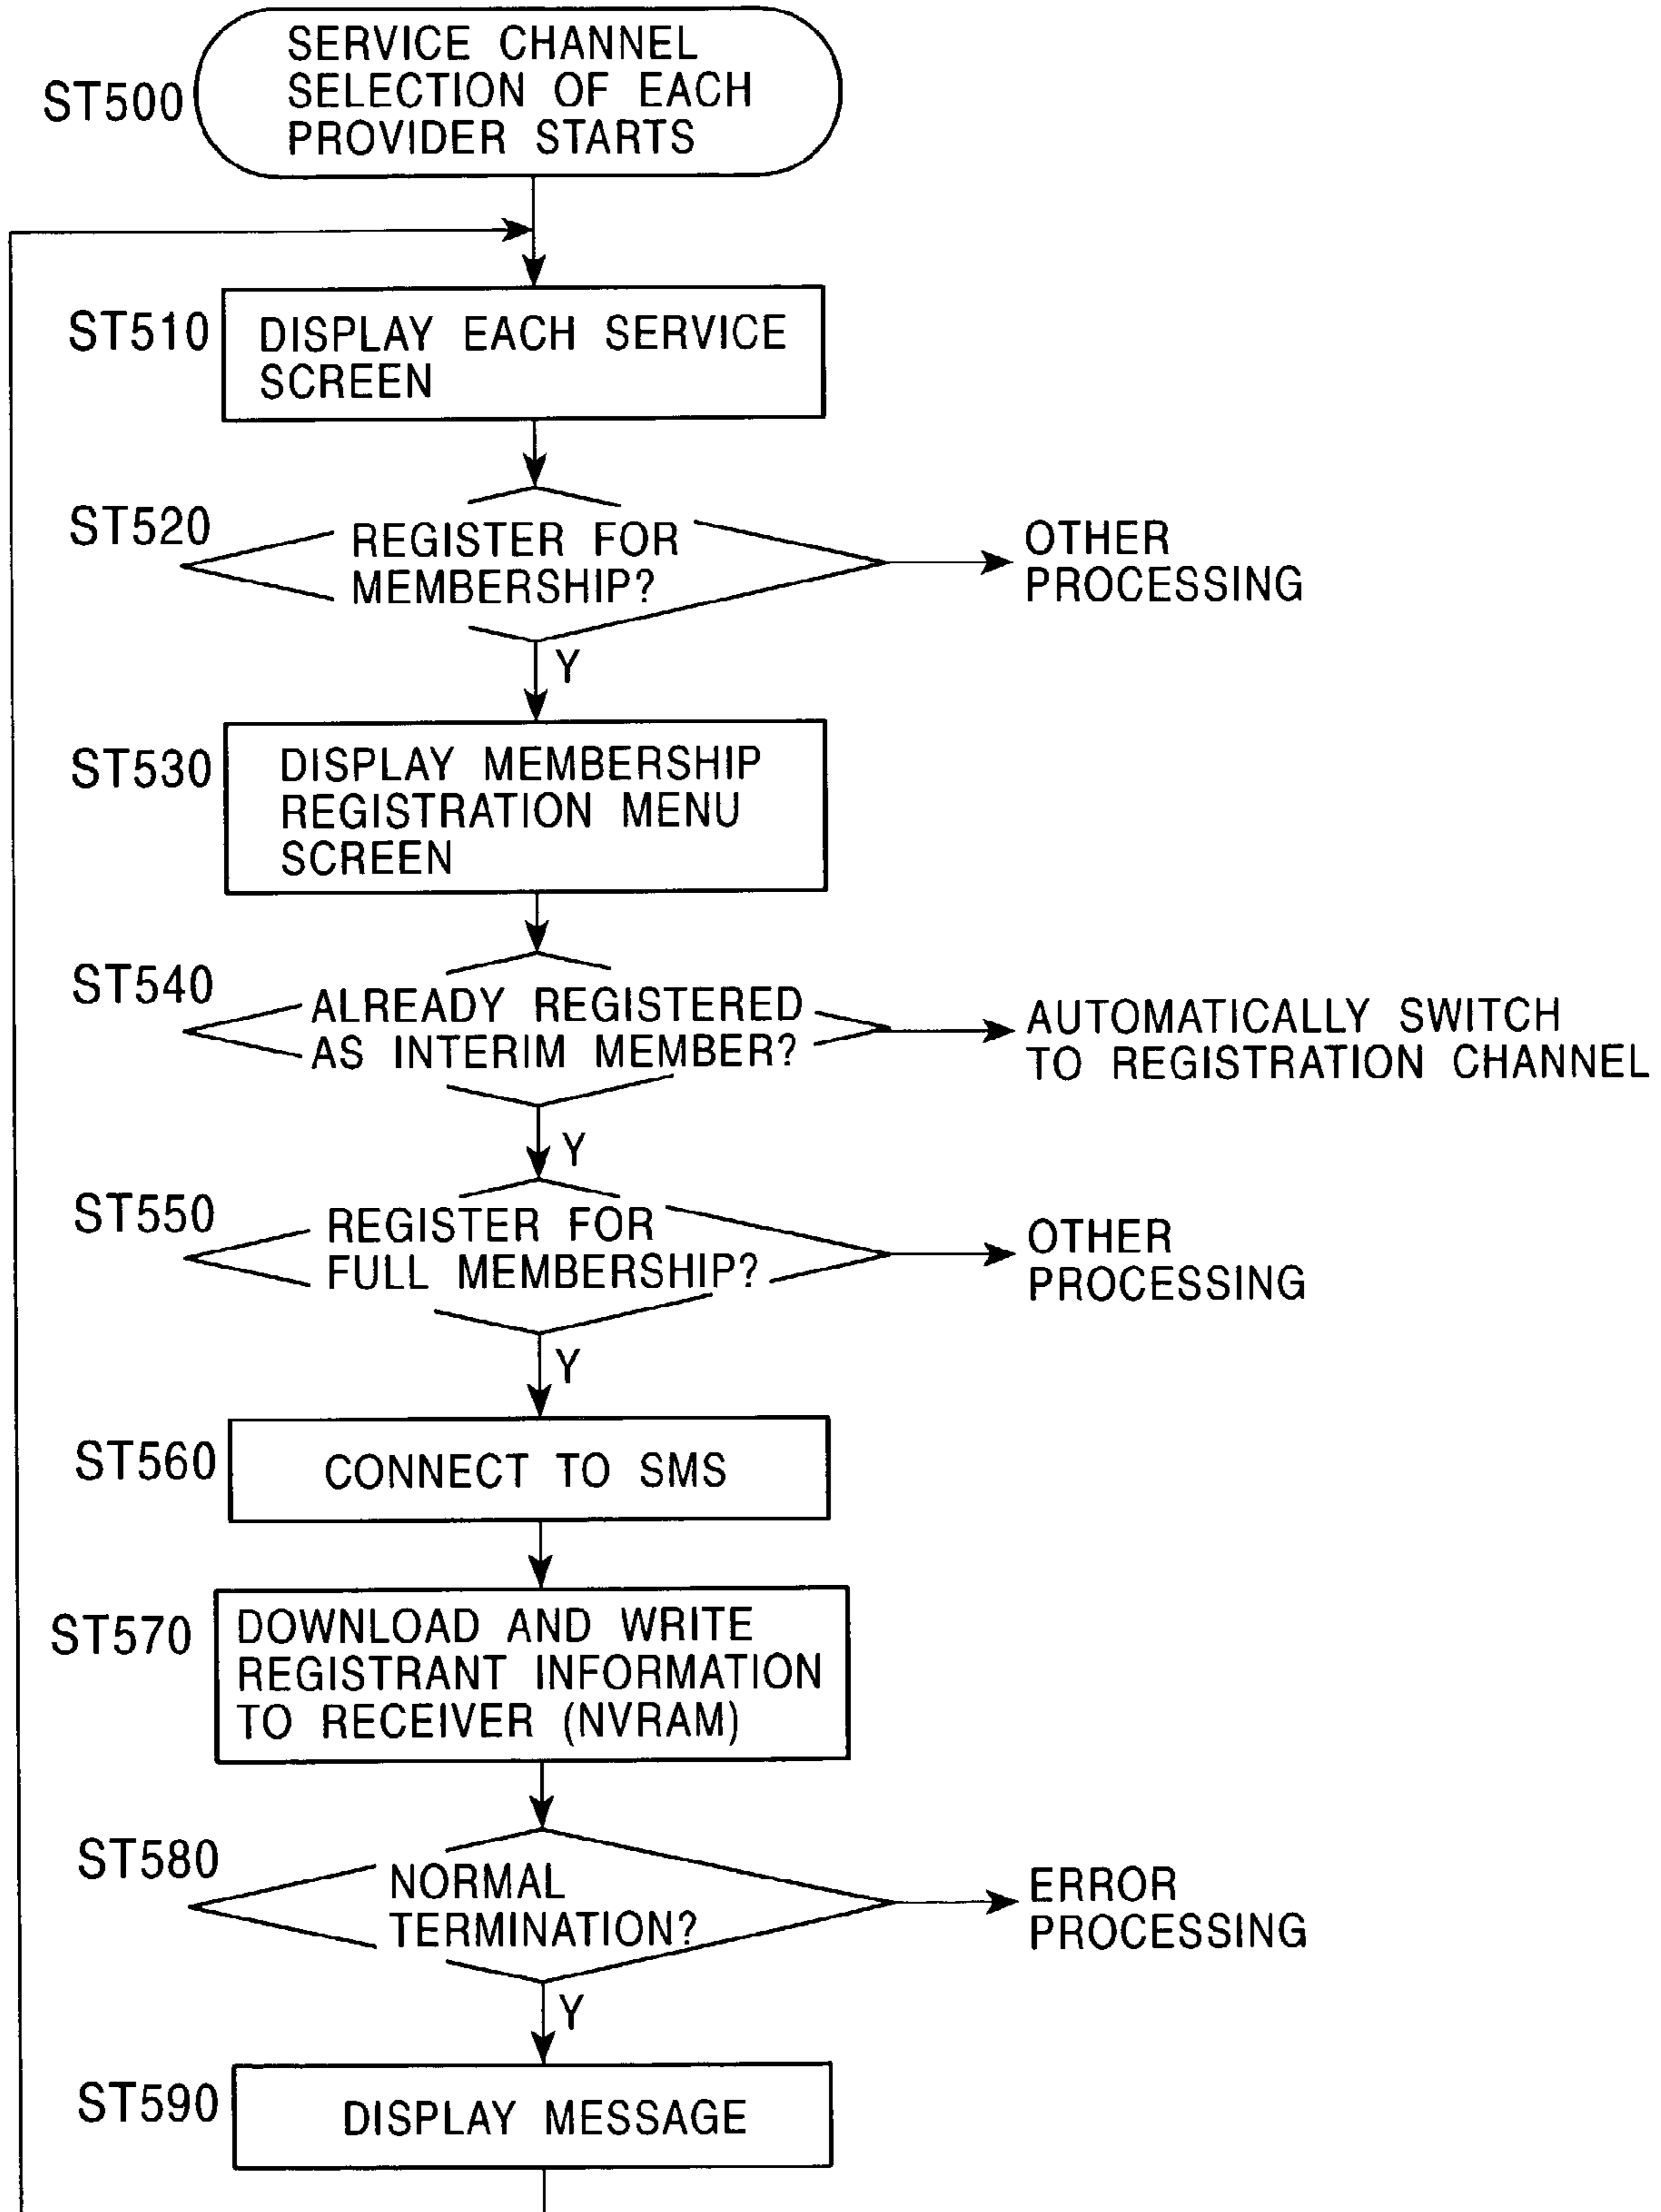 ST500
SERVICE CHANNEL
SELECTION OF EACH
PROVIDER STARTS
ST510
DISPLAY EACH SERVICE
SCREEN
ST520
REGISTER FOR
MEMBERSHIP?
OTHER
PROCESSING
Y
ST530
DISPLAY MEMBERSHIP
REGISTRATION MENU
SCREEN
ST540
ALREADY REGISTERED
AS INTERIM MEMBER?
AUTOMATICALLY SWITCH
TO REGISTRATION CHANNEL
Y
ST550
REGISTER FOR
FULL MEMBERSHIP?
OTHER
PROCESSING
Y
ST560
CONNECT TO SMS
ST570
DOWNLOAD AND WRITE
REGISTRANT INFORMATION
TO RECEIVER (NVRAM)
ST580
NORMAL
TERMINATION?
ERROR
PROCESSING
Y
ST590
DISPLAY MESSAGE